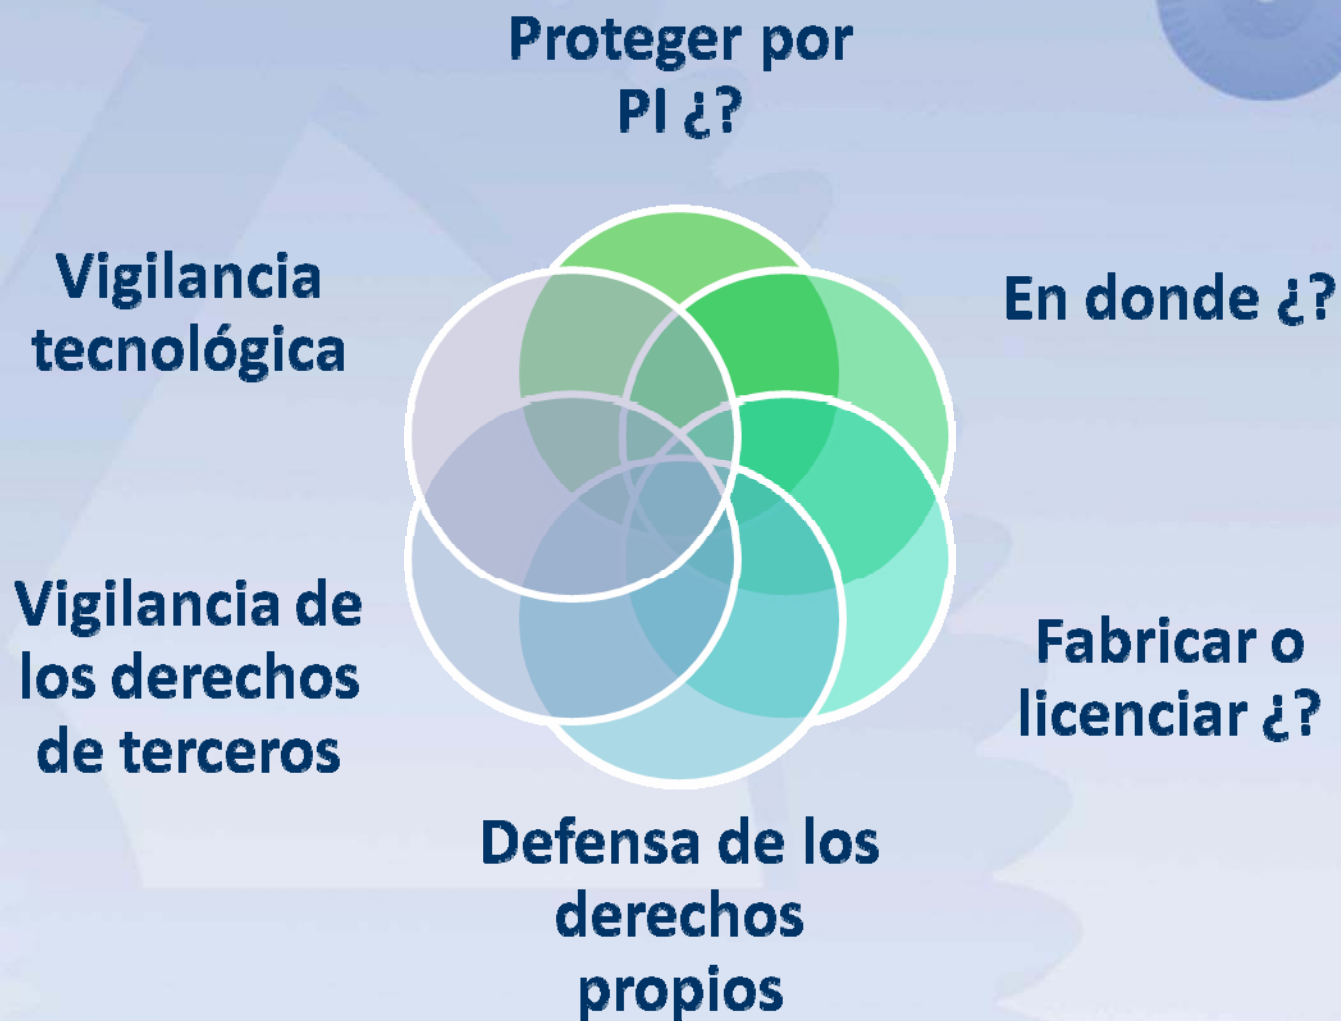 Proteger por
PI ¿?
En donde ¿?
Fabricar o
licenciar ¿?
Defensa de los
derechos
propios
Vigilancia de
los derechos
de terceros
Vigilancia
tecnológica